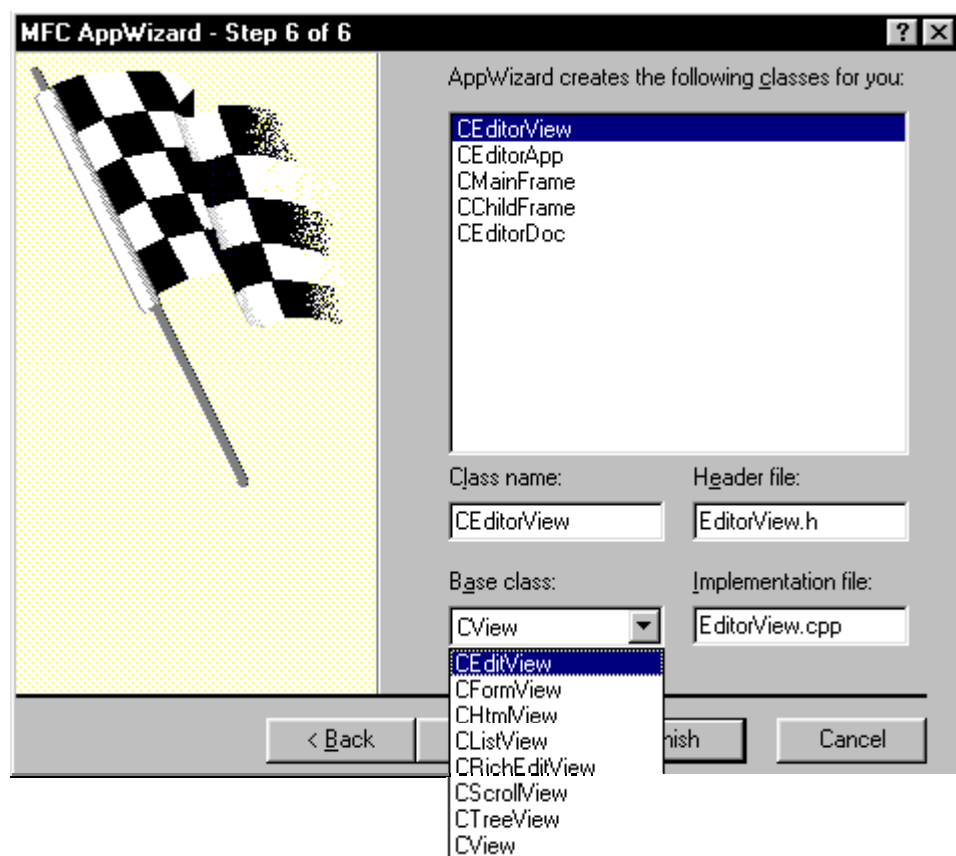 MFC AppWizard - Step 6 of 6
AppWizard creates the following classes for you:
CEditorView
CEditorApp
CMainFrame
CChildFrame
CEditorDoc
Class name:
Header file:
CEditorView
EditorView.h
Base class:
Implementation file:
CView
EditorView.cpp
CEditView
CFormView
CHtmlView
CListView
CRichEditView
CScrollView
CTreeView
CView
< Back
nish
Cancel